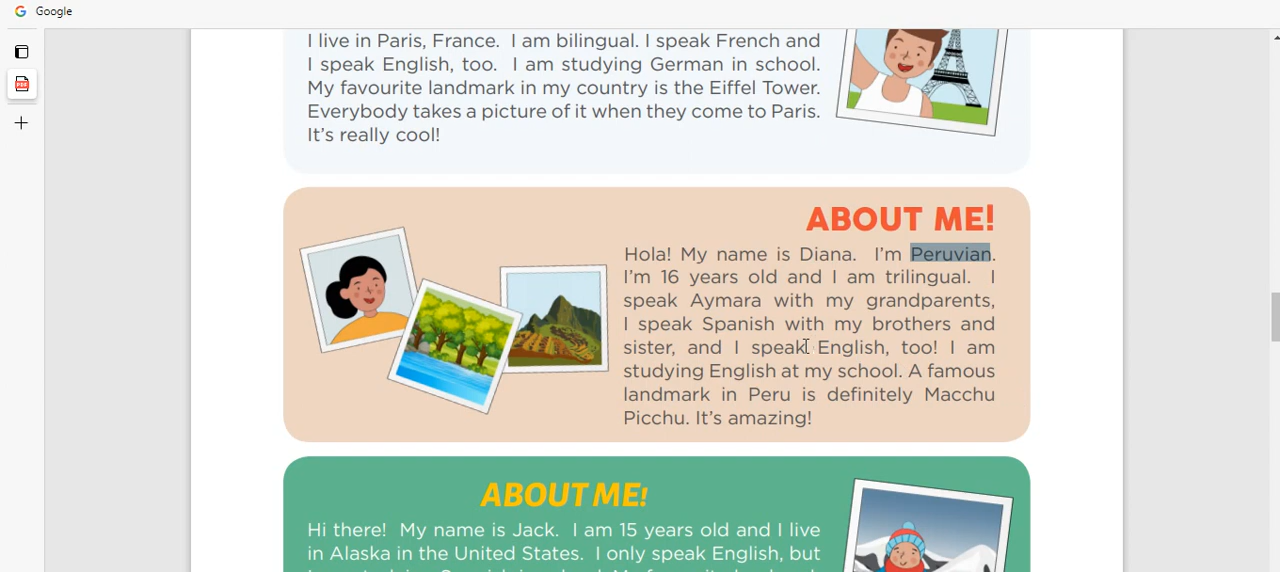 Google
I live in Paris, France. I am bilingual. I speak French and
I speak English, too. I am studying German in school.
My favourite landmark in my country is the Eiffel Tower.
Everybody takes a picture of it when they come to Paris.
It's really cool!
ABOUT ME!
Hola! My name is Diana. I'm Peruvian.
I'm 16 years old and I am trilingual. I
speak Aymara with my grandparents,
I speak Spanish with my brothers and
sister, and I speak English, too! I am
studying English at my school. A famous
landmark in Peru is definitely Macchu
Picchu. It's amazing!
ABOUT ME!
Hi there! My name is Jack. I am 15 years old and I live
in Alaska in the United States. I only speak English, but